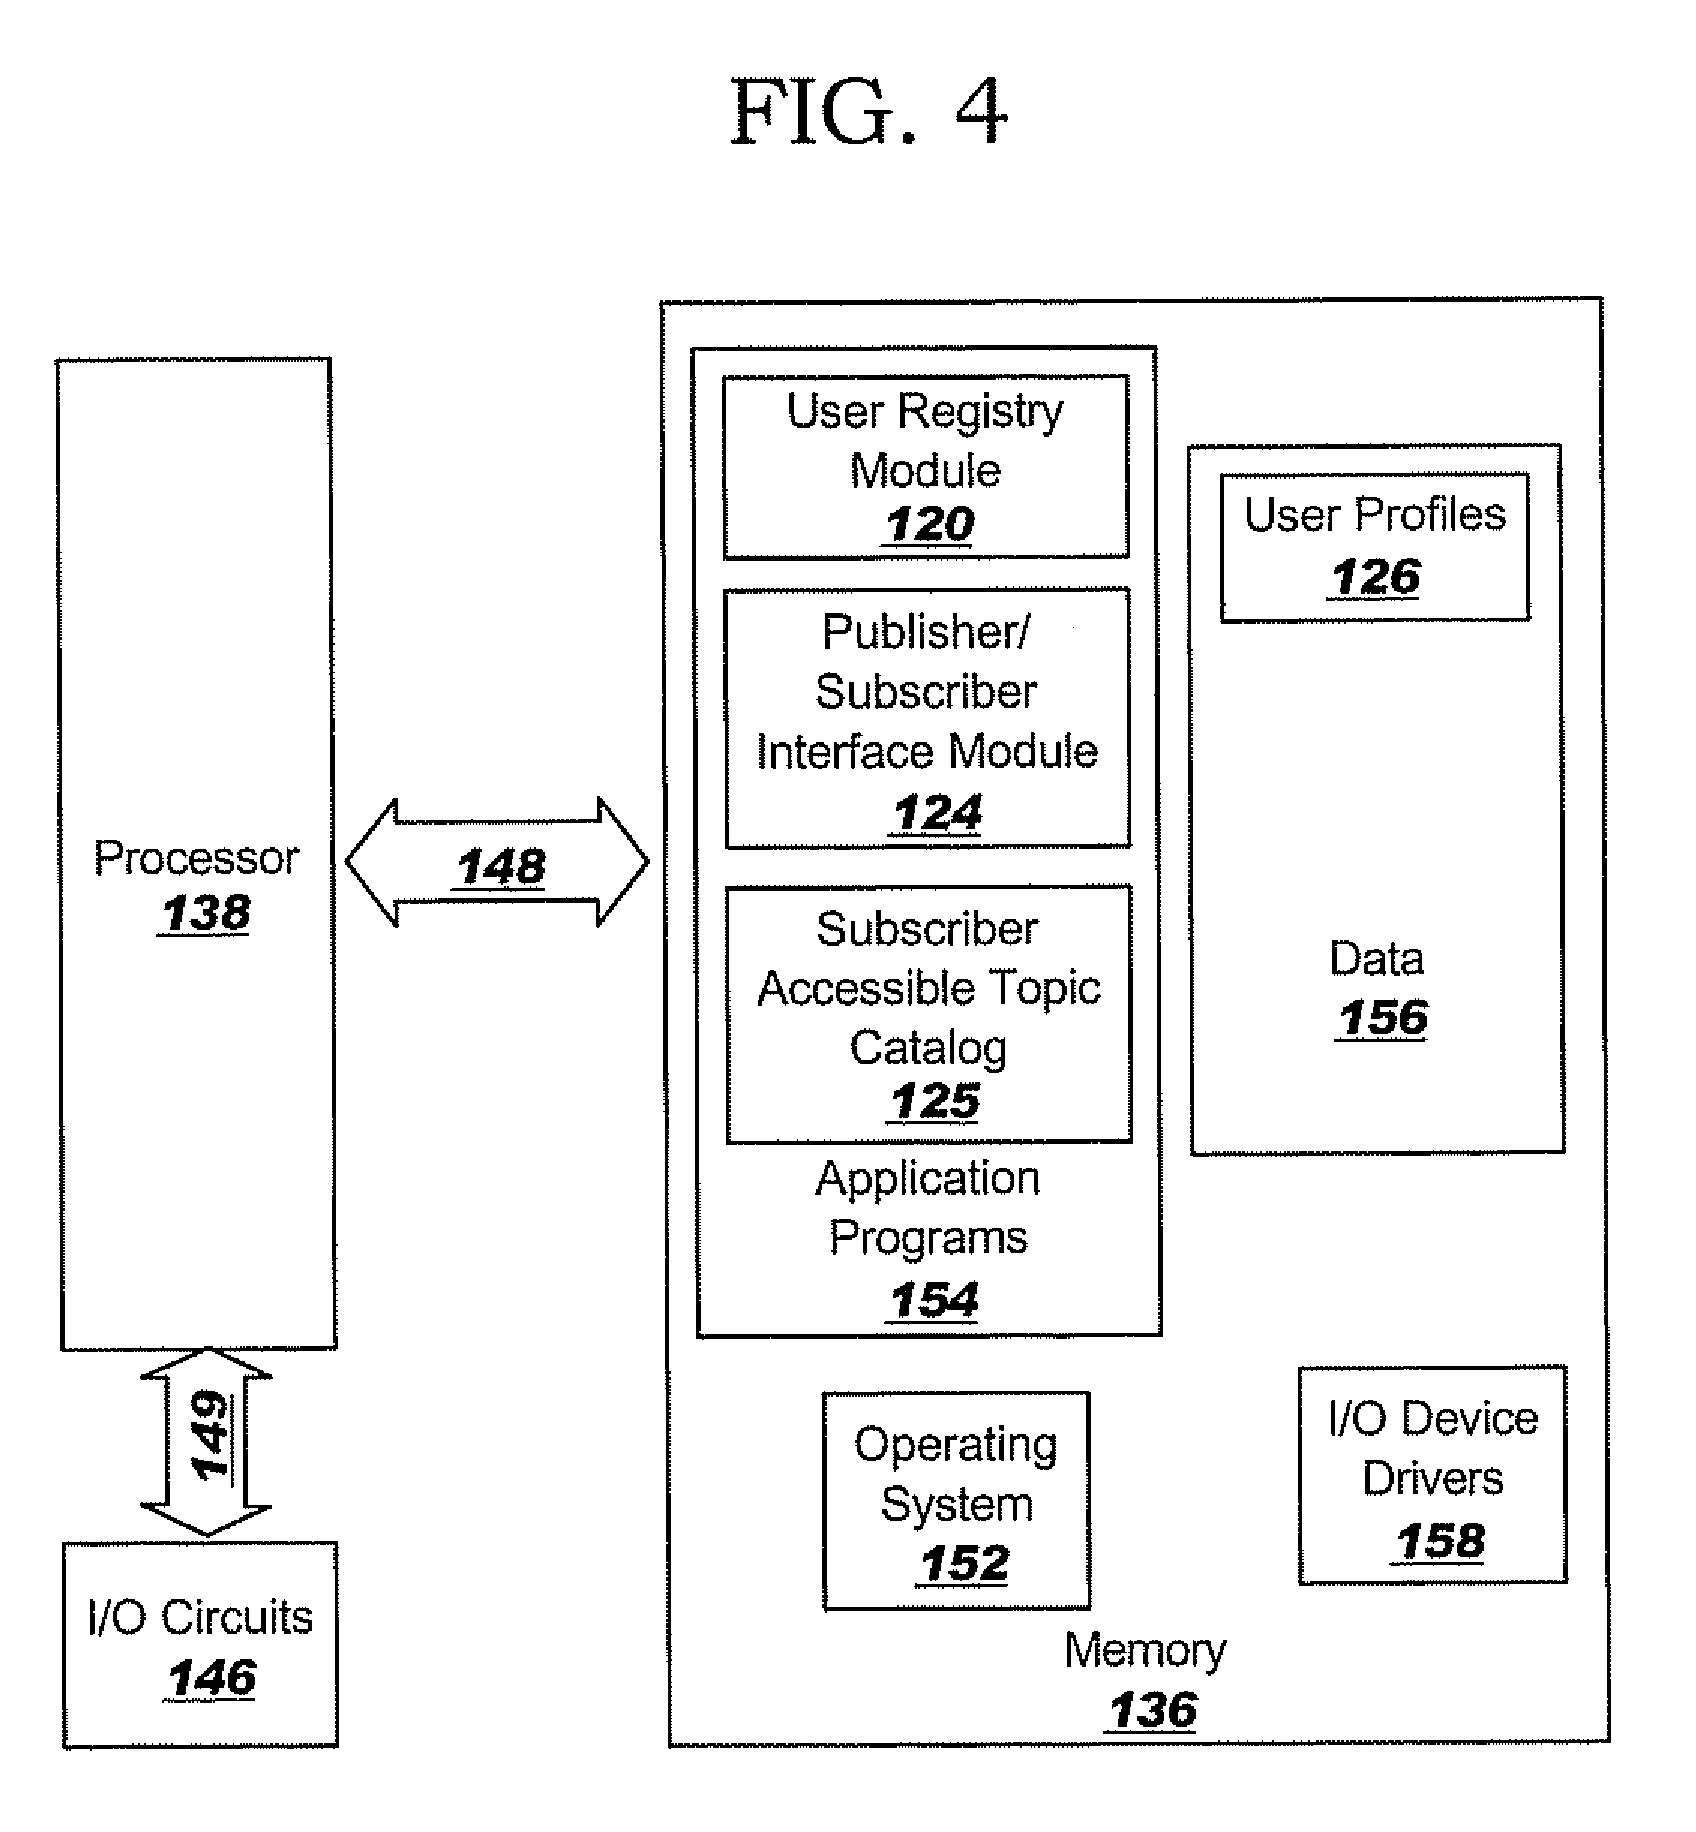 FIG. 4
Processor
138
148
149
I/O Circuits
146
User Registry
Module
120
Publisher/
Subscriber
Interface Module
124
Subscriber
Accessible Topic
Catalog
125
Application
Programs
154
User Profiles
126
Data
156
Operating
System
152
I/O Device
Drivers
158
Memory
136